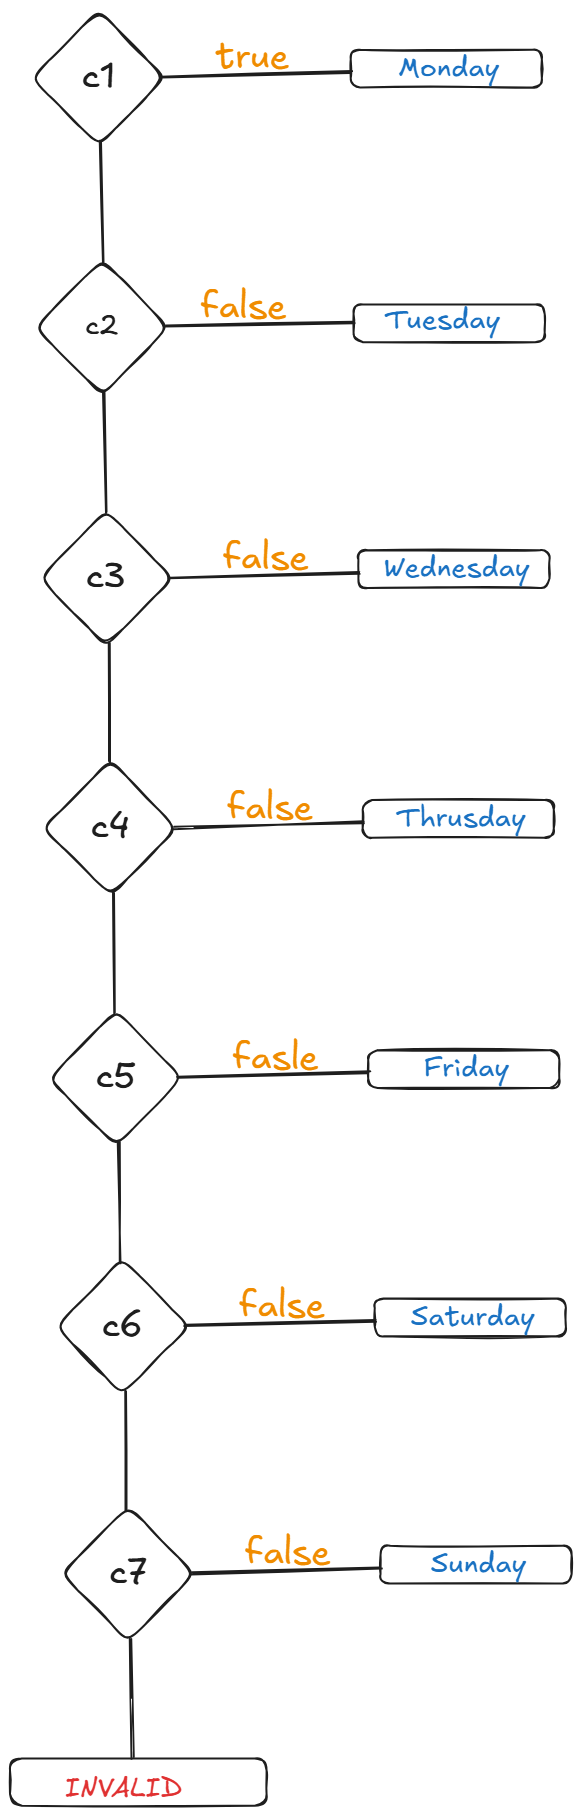 true
c1
Monday
false
c2
Tuesday
false
c3
Wednesday
false
c4
Thrusday
fasle
c5
Friday
false
c6
Saturday
false
c7
Sunday
INVALID